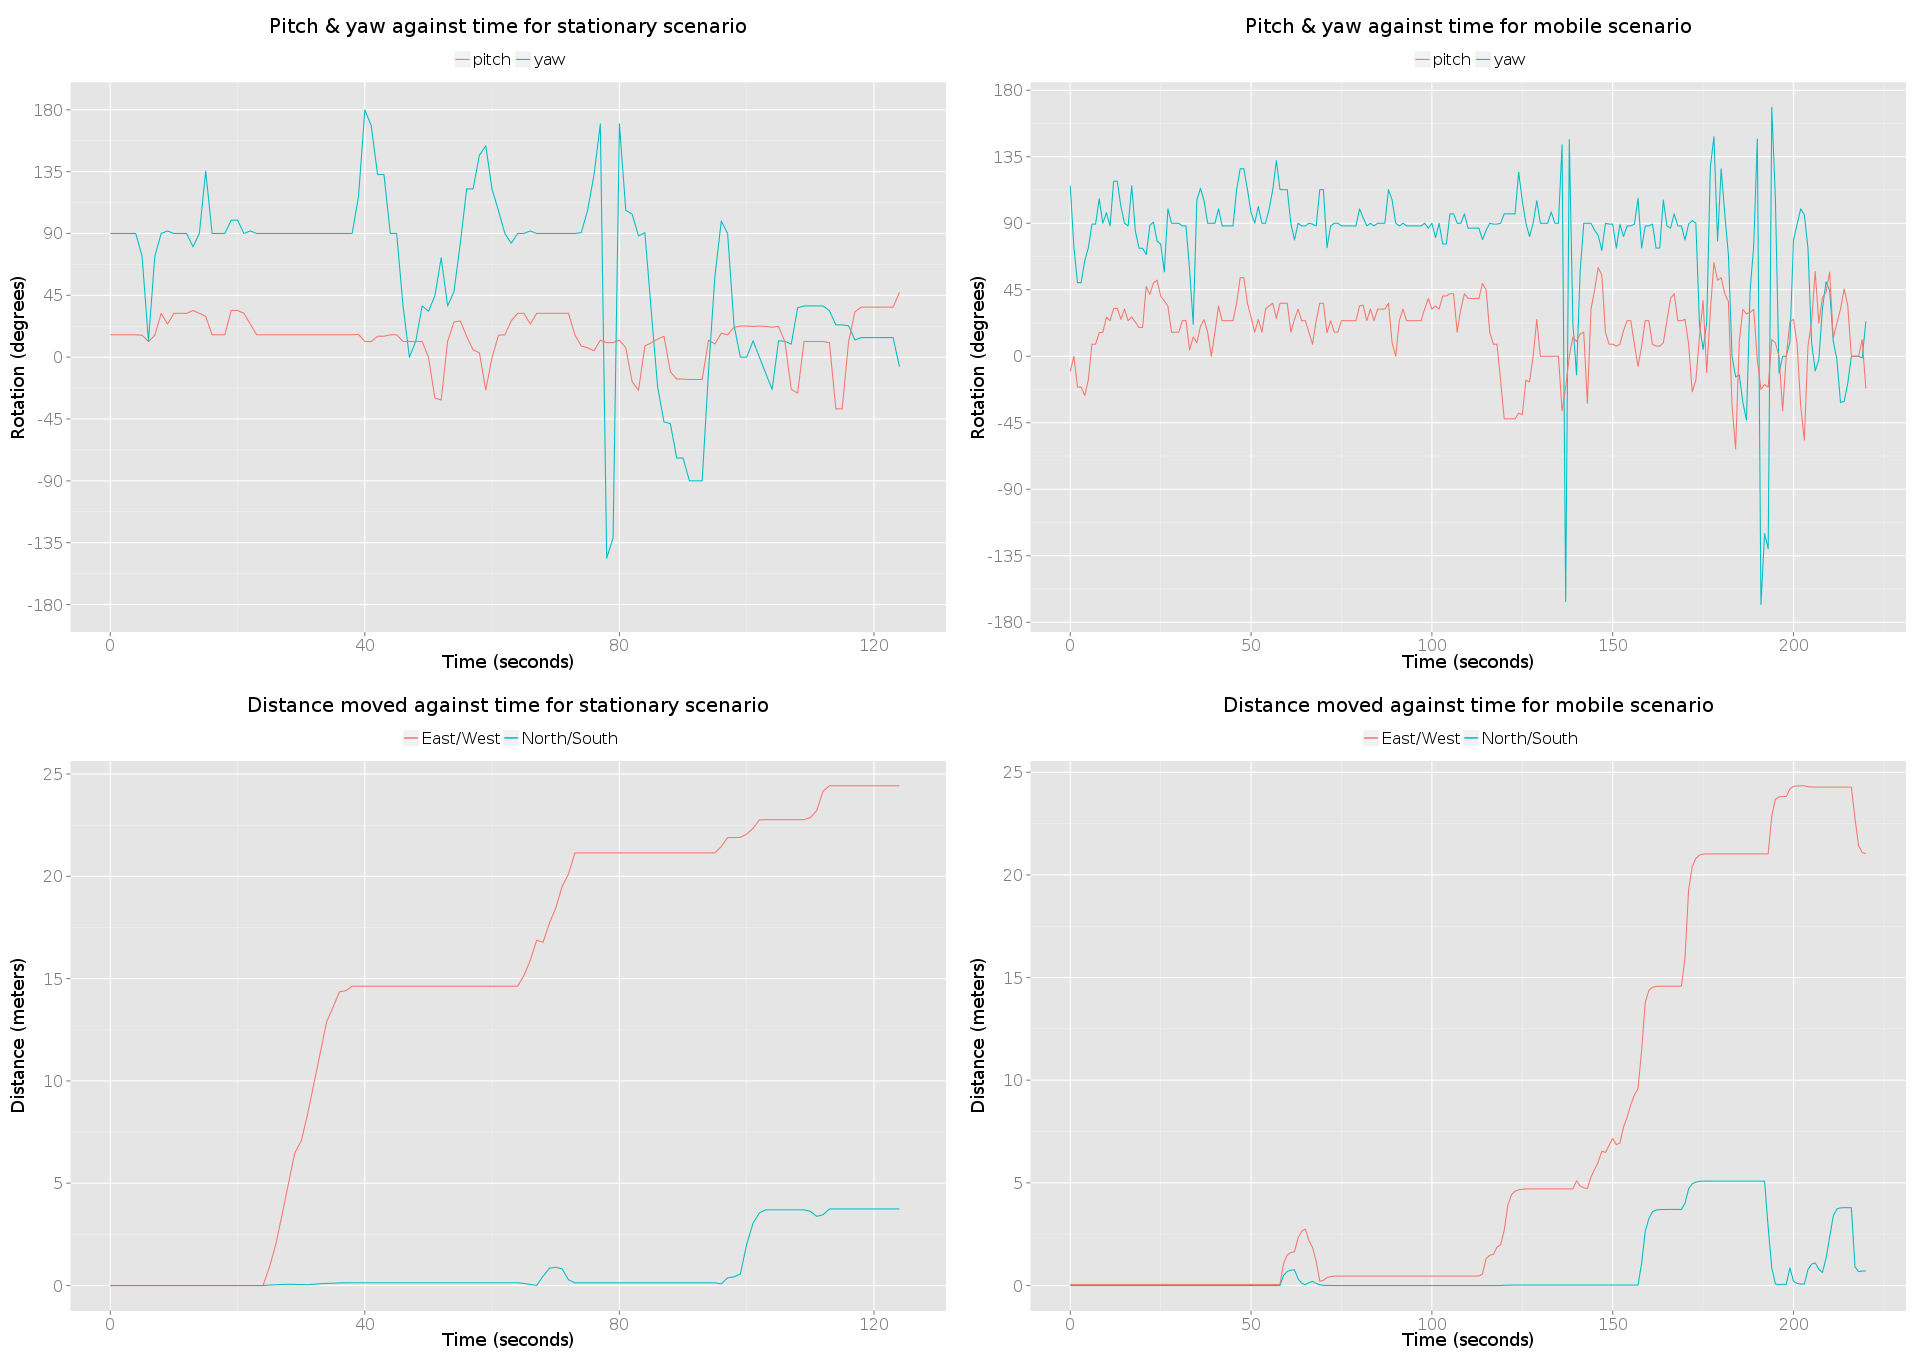 Pitch & yaw against time for stationary scenario
pitch yaw
180
135
90
45
0
-45
-90
-135
-180
Rotation (degrees)
0 40 80 120
Time (seconds)
Pitch & yaw against time for mobile scenario
pitch yaw
180
135
90
45
0
-45
-90
-135
-180
Rotation (degrees)
0 50 100 150 200
Time (seconds)
Distance moved against time for stationary scenario
East/West North/South
25
20
15
10
5
0
Distance (meters)
0 40 80 120
Time (seconds)
Distance moved against time for mobile scenario
East/West North/South
25
20
15
10
5
0
Distance (meters)
0 50 100 150 200
Time (seconds)